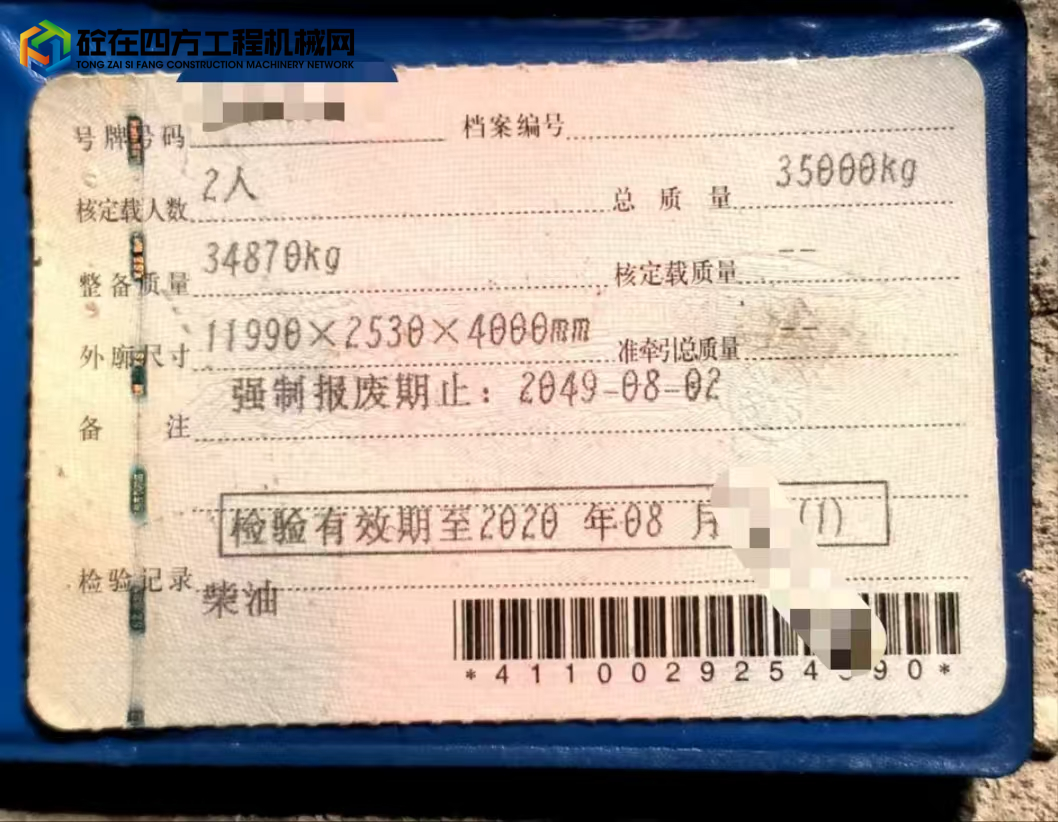 砼在四方工程机械网
TONG ZAI SI FANG CONSTRUCTION MACHINERY NETWORK
号牌号码 档案编号
核定载人数 2人 总质量 35000kg
整备质量 34870kg 核定载质量 --
外廓尺寸 11990×2530×4000mm 准牵引总质量 --
备注 强制报废期止：2049-08-02
检验有效期至2020 年08 月 (1)
检验记录
柴油
*4110029254 90*